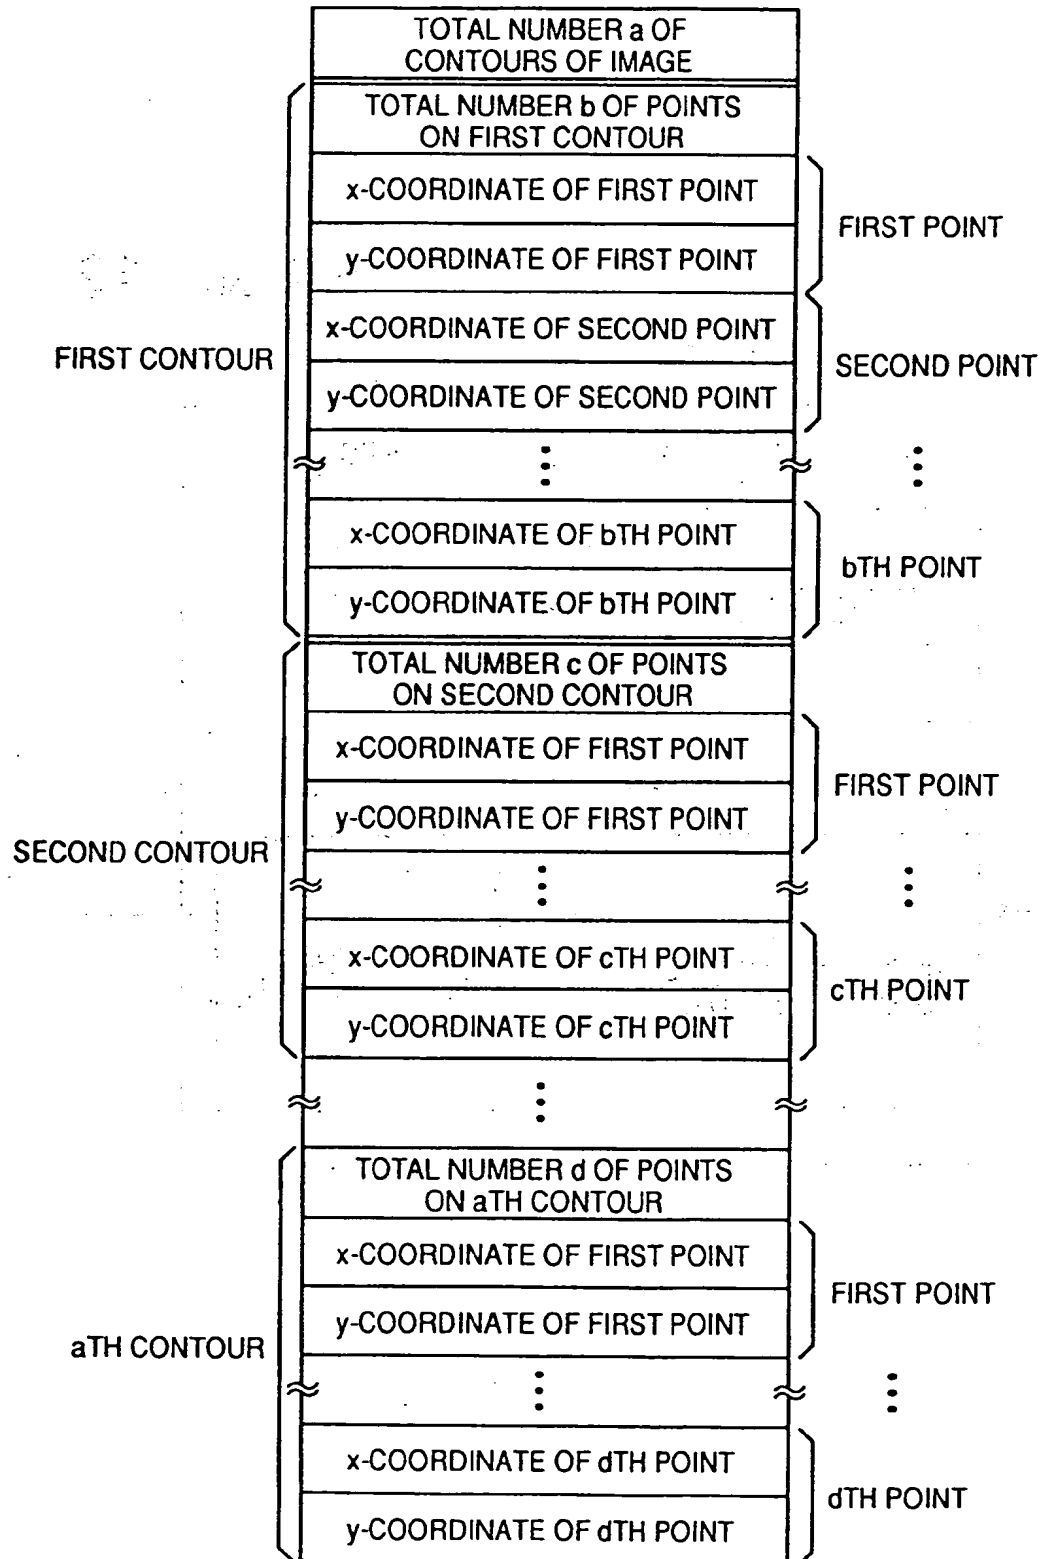 TOTAL NUMBER a OF
CONTOURS OF IMAGE
TOTAL NUMBER b OF POINTS
ON FIRST CONTOUR
x-COORDINATE OF FIRST POINT
FIRST POINT
y-COORDINATE OF FIRST POINT
x-COORDINATE OF SECOND POINT
FIRST CONTOUR
SECOND POINT
y-COORDINATE OF SECOND POINT
x-COORDINATE OF bTH POINT
bTH POINT
y-COORDINATE OF bTH POINT
TOTAL NUMBER c OF POINTS
ON SECOND CONTOUR
x-COORDINATE OF FIRST POINT
FIRST POINT
y-COORDINATE OF FIRST POINT
SECOND CONTOUR
x-COORDINATE OF cTH POINT
cTH POINT
y-COORDINATE OF cTH POINT
TOTAL NUMBER d OF POINTS
ON aTH CONTOUR
x-COORDINATE OF FIRST POINT
FIRST POINT
y-COORDINATE OF FIRST POINT
aTH CONTOUR
x-COORDINATE OF dTH POINT
dTH POINT
y-COORDINATE OF dTH POINT